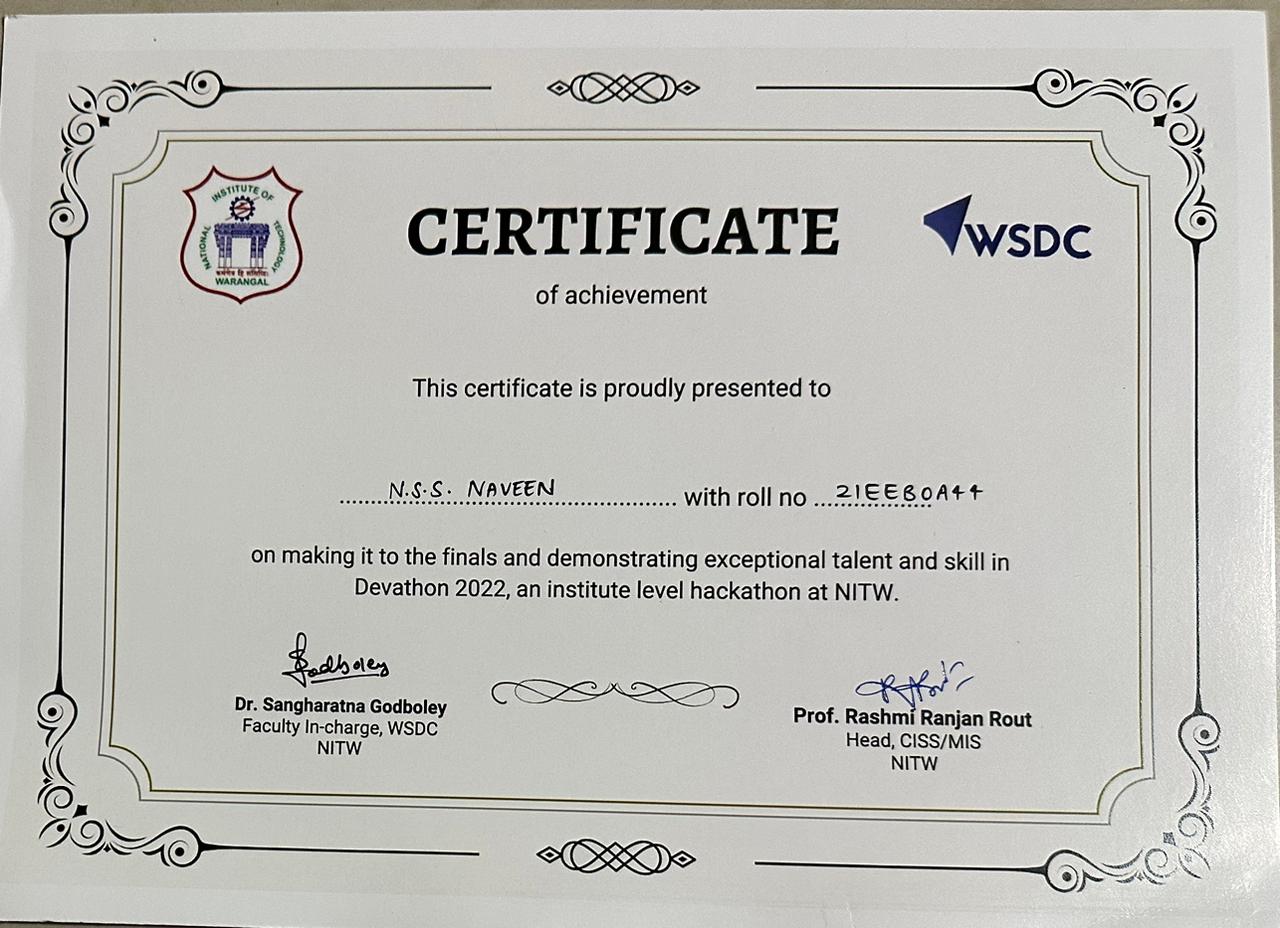 NATIONAL INSTITUTE OF TECHNOLOGY
कर्मण्येव हि संसिद्धिः
WARANGAL
WSDC
CERTIFICATE
of achievement
This certificate is proudly presented to
N.S.S. NAVEEN with roll no 21EEB0A44
on making it to the finals and demonstrating exceptional talent and skill in
Devathon 2022, an institute level hackathon at NITW.
Godboley
Dr. Sangharatna Godboley
Faculty In-charge, WSDC
NITW
Prof. Rashmi Ranjan Rout
Head, CISS/MIS
NITW